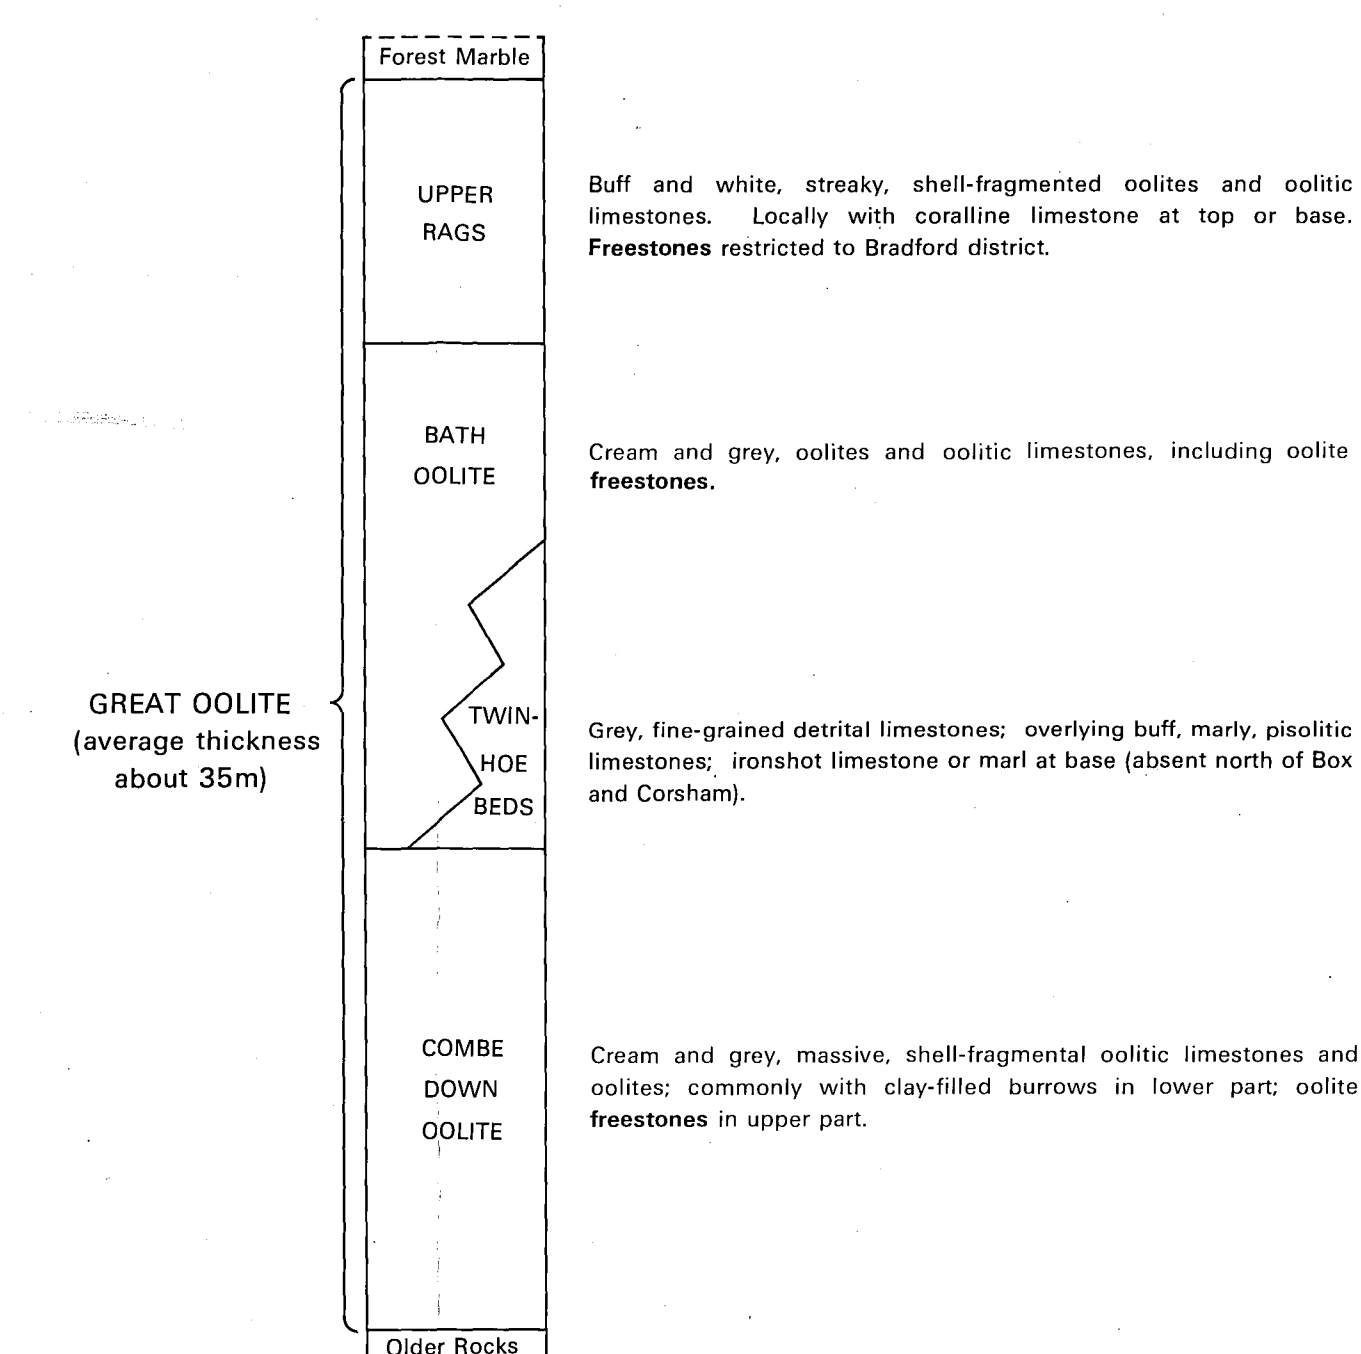 Forest Marble
UPPER
RAGS
Buff and white, streaky, shell-fragmented oolites and oolitic
limestones. Locally with coralline limestone at top or base.
Freestones restricted to Bradford district.
BATH
OOLITE
Cream and grey, oolites and oolitic limestones, including oolite
freestones.
GREAT OOLITE
(average thickness
about 35m)
TWIN-
HOE
BEDS
Grey, fine-grained detrital limestones; overlying buff, marly, pisolitic
limestones; ironshot limestone or marl at base (absent north of Box
and Corsham).
COMBE
DOWN
OOLITE
Cream and grey, massive, shell-fragmental oolitic limestones and
oolites; commonly with clay-filled burrows in lower part; oolite
freestones in upper part.
Older Rocks